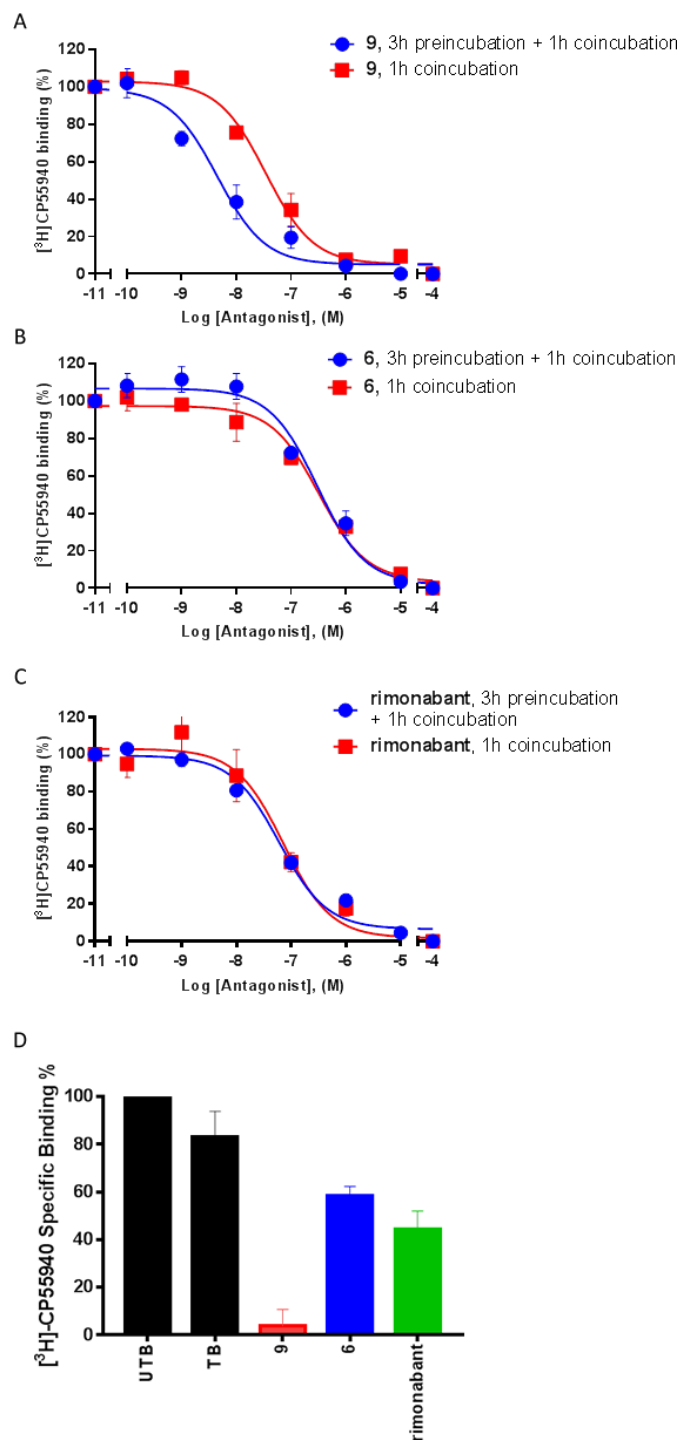 A
9, 3h preincubation + 1h coincubation
9, 1h coincubation
[³H]CP55940 binding (%)
120
100
80
60
40
20
0
-11 -10 -9 -8 -7 -6 -5 -4
Log [Antagonist], (M)
B
6, 3h preincubation + 1h coincubation
6, 1h coincubation
[³H]CP55940 binding (%)
120
100
80
60
40
20
0
-11 -10 -9 -8 -7 -6 -5 -4
Log [Antagonist], (M)
C
rimonabant, 3h preincubation
+ 1h coincubation
rimonabant, 1h coincubation
[³H]CP55940 binding (%)
120
100
80
60
40
20
0
-11 -10 -9 -8 -7 -6 -5 -4
Log [Antagonist], (M)
D
[³H]-CP55940 Specific Binding %
100
80
60
40
20
0
UTB
TB
9
6
rimonabant